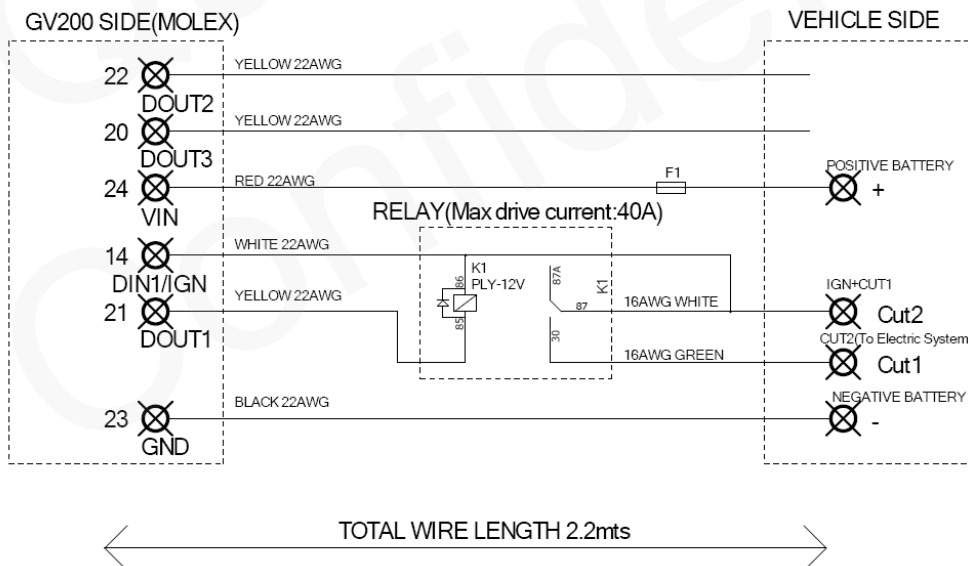 GV200 SIDE(MOLEX)
VEHICLE SIDE
22
YELLOW 22AWG
DOUT2
20
YELLOW 22AWG
DOUT3
24
RED 22AWG
F1
POSITIVE BATTERY
+
VIN
RELAY(Max drive current:40A)
14
WHITE 22AWG
DIN1/IGN
86
K1
PLY-12V
87A
K1
IGN+CUT1
21
YELLOW 22AWG
87
16AWG WHITE
Cut2
DOUT1
85
30
CUT2(To Electric System
16AWG GREEN
Cut1
23
BLACK 22AWG
NEGATIVE BATTERY
-
GND
TOTAL WIRE LENGTH 2.2mts